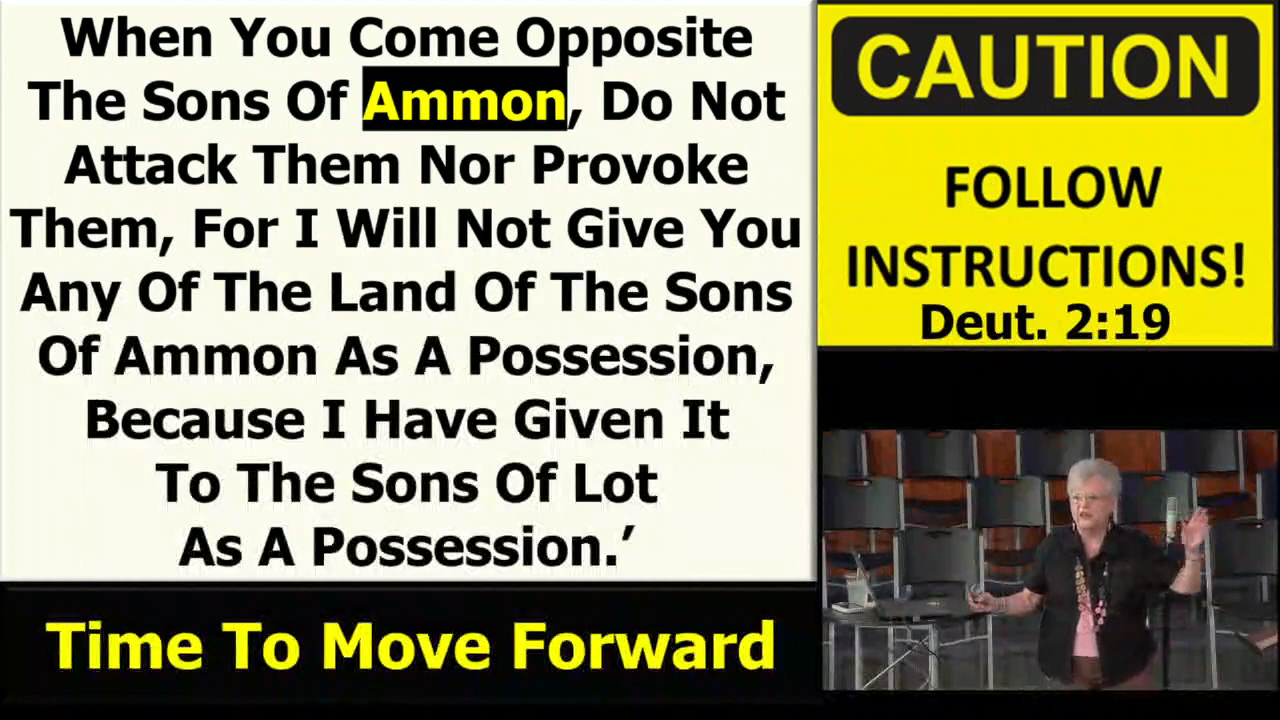 When You Come Opposite
The Sons Of Ammon, Do Not
Attack Them Nor Provoke
Them, For I Will Not Give You
Any Of The Land Of The Sons
Of Ammon As A Possession,
Because I Have Given It
To The Sons Of Lot
As A Possession.’
Time To Move Forward
CAUTION
FOLLOW
INSTRUCTIONS!
Deut. 2:19